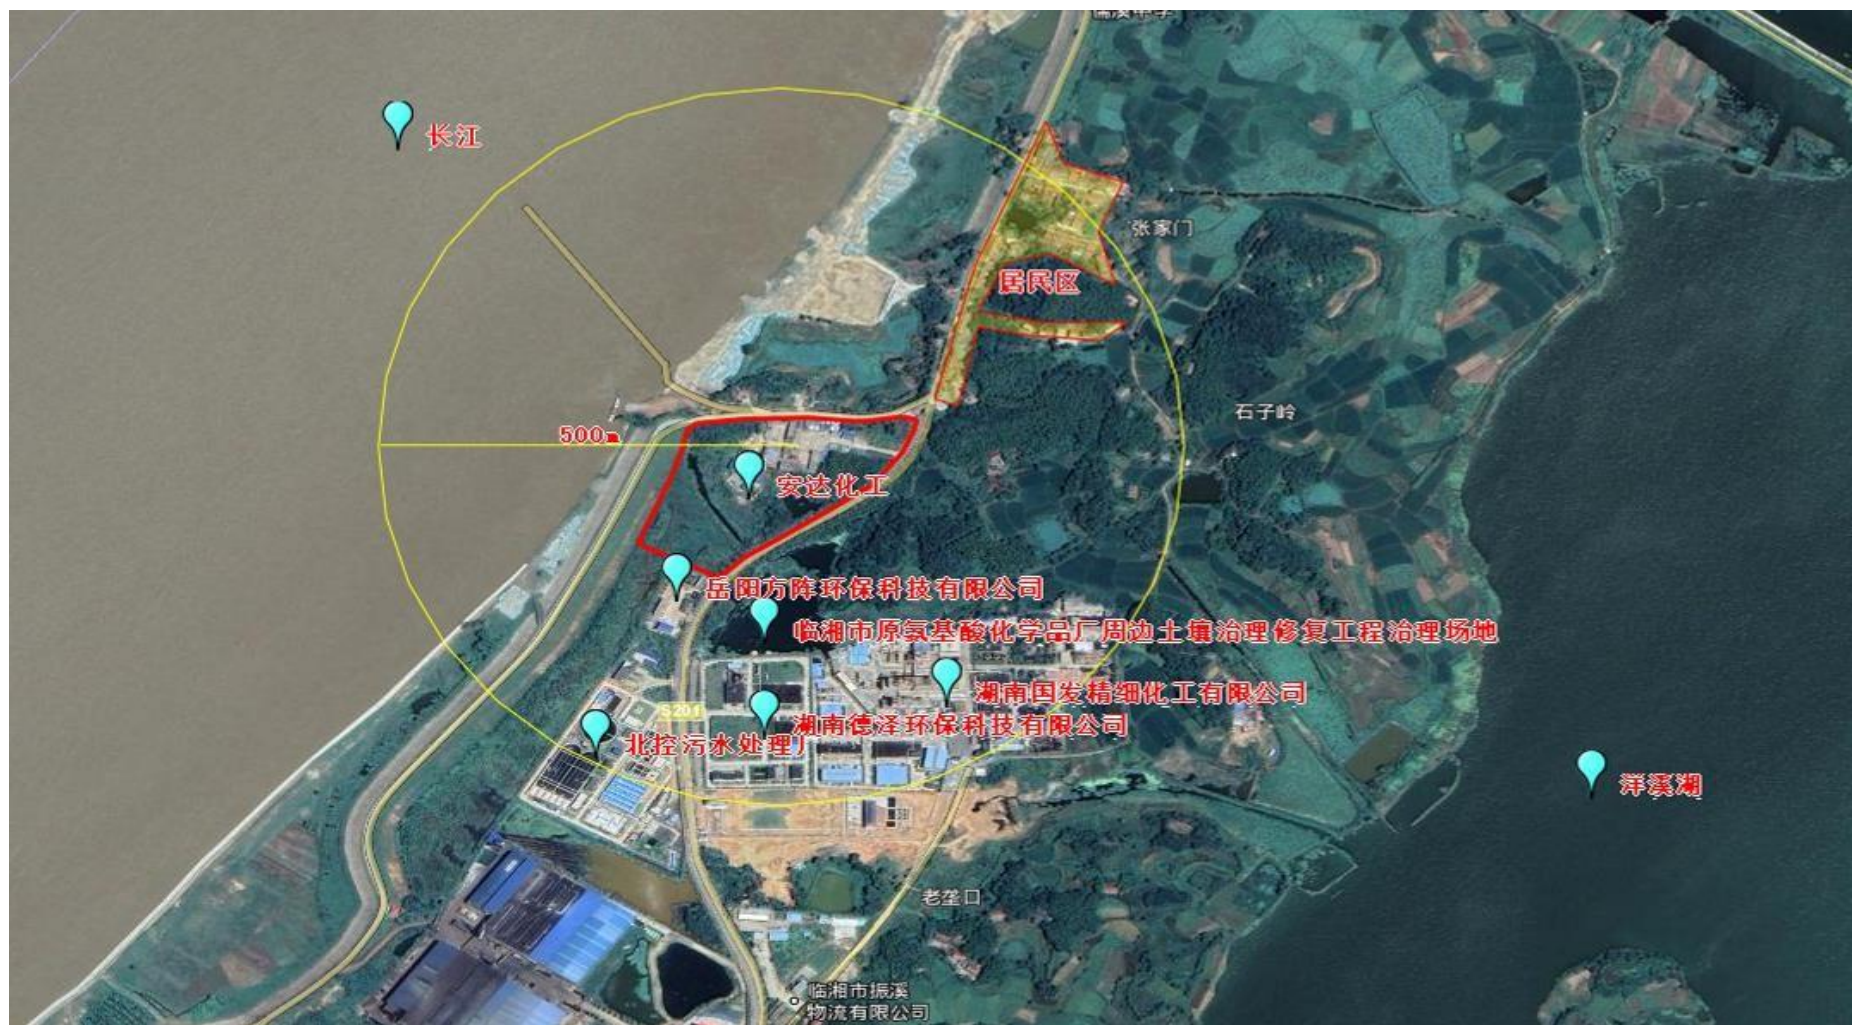 长江
张家门
居民区
石子岭
500m
安达化工
岳阳方阵环保科技有限公司
临湘市原氨基酸化学品厂周边土壤治理修复工程治理场地
湖南国发精细化工有限公司
S201
湖南德泽环保科技有限公司
北控污水处理厂
洋溪湖
老垄口
临湘市振溪
物流有限公司